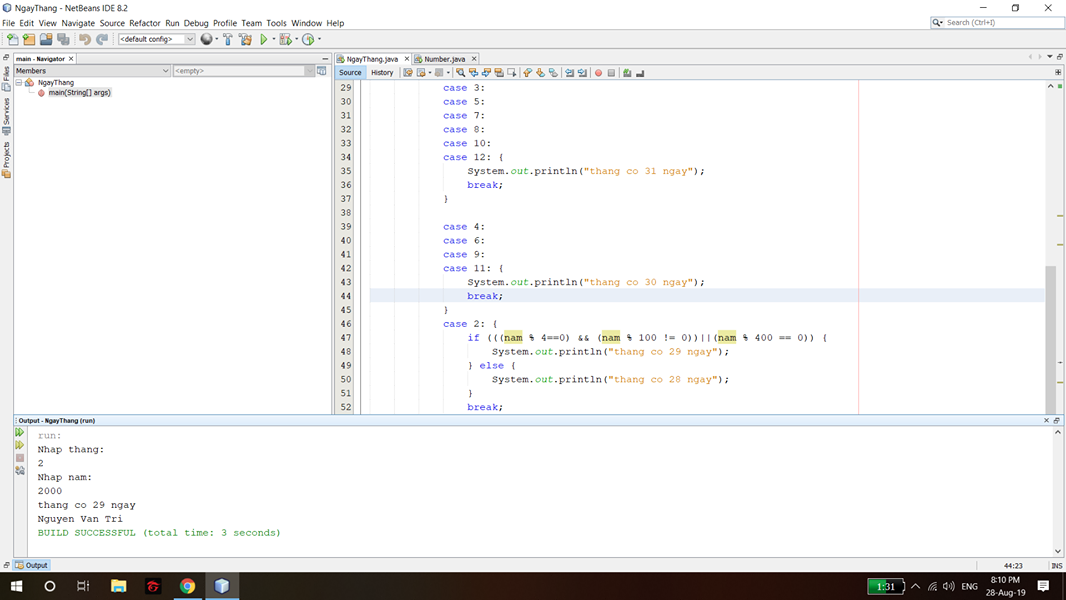 NgayThang - NetBeans IDE 8.2
File Edit View Navigate Source Refactor Run Debug Profile Team Tools Window Help
Search (Ctrl+I)
<default config>
main - Navigator
NgayThang.java Number.java
Members <empty>
Source History
Files
Services
Projects
NgayThang
main(String[] args)
29 case 3:
30 case 5:
31 case 7:
32 case 8:
33 case 10:
34 case 12: {
35 System.out.println("thang co 31 ngay");
36 break;
37 }
38
39 case 4:
40 case 6:
41 case 9:
42 case 11: {
43 System.out.println("thang co 30 ngay");
44 break;
45 }
46 case 2: {
47 if (((nam % 4==0) && (nam % 100 != 0))||(nam % 400 == 0)) {
48 System.out.println("thang co 29 ngay");
49 } else {
50 System.out.println("thang co 28 ngay");
51 }
52 break;
Output - NgayThang (run)
run:
Nhap thang:
2
Nhap nam:
2000
thang co 29 ngay
Nguyen Van Tri
BUILD SUCCESSFUL (total time: 3 seconds)
Output
44:23 INS
1:31 ENG 8:10 PM
28-Aug-19